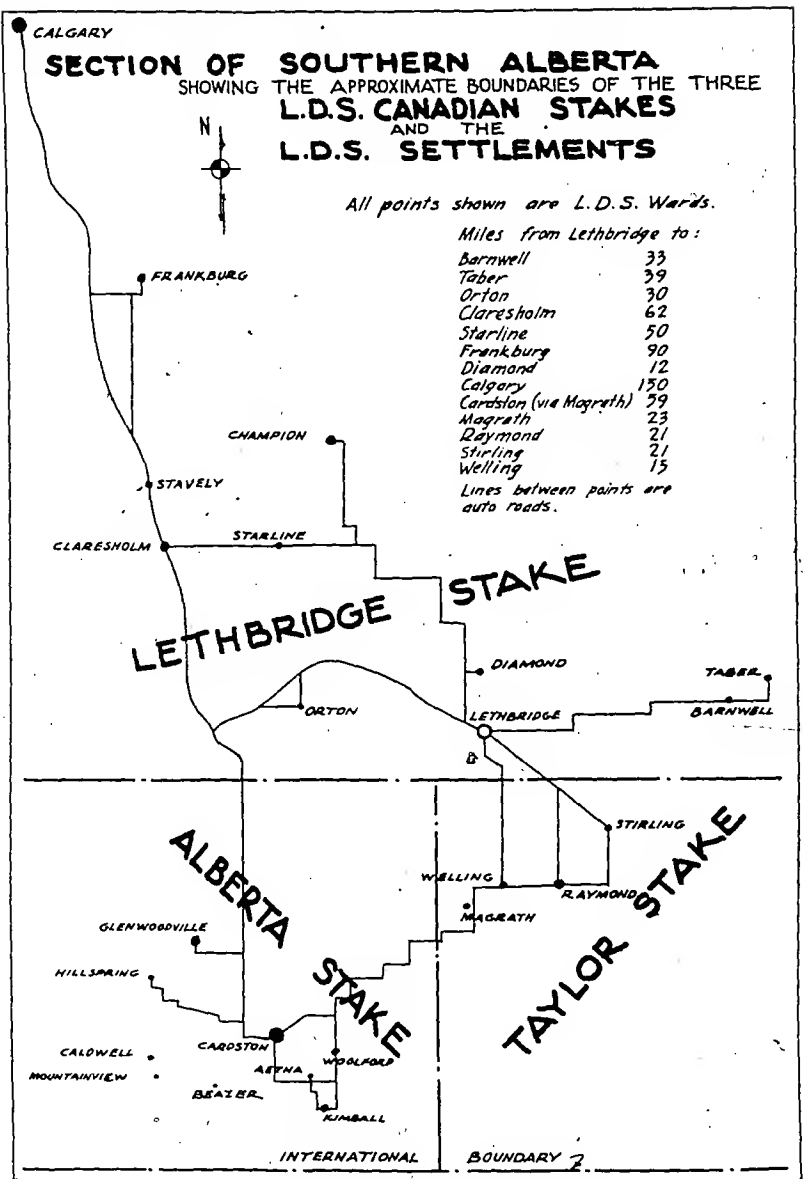 CALGARY
SECTION OF SOUTHERN ALBERTA
SHOWING THE APPROXIMATE BOUNDARIES OF THE THREE
L.D.S. CANADIAN STAKES
AND THE
L.D.S. SETTLEMENTS
N
All points shown are L.D.S. Wards.
Miles from Lethbridge to:
Barnwell 33
Taber 39
Orton 30
Claresholm 62
Starline 50
Frankburg 90
Diamond 12
Calgary 150
Cardston (via Magrath) 59
Magrath 23
Raymond 21
Stirling 21
Welling 15
Lines between points are
auto roads.
FRANKBURG
CHAMPION
STAVELY
CLARESHOLM
STARLINE
LETHBRIDGE STAKE
DIAMOND
TABER
BARNWELL
ORTON
LETHBRIDGE
STIRLING
ALBERTA STAKE
TAYLOR STAKE
WELLING
RAYMOND
MAGRATH
GLENWOODVILLE
HILLSPRING
CARDSTON
WOOLFORD
CALDWELL
AETNA
MOUNTAINVIEW
BEAZER
KIMBALL
INTERNATIONAL BOUNDARY